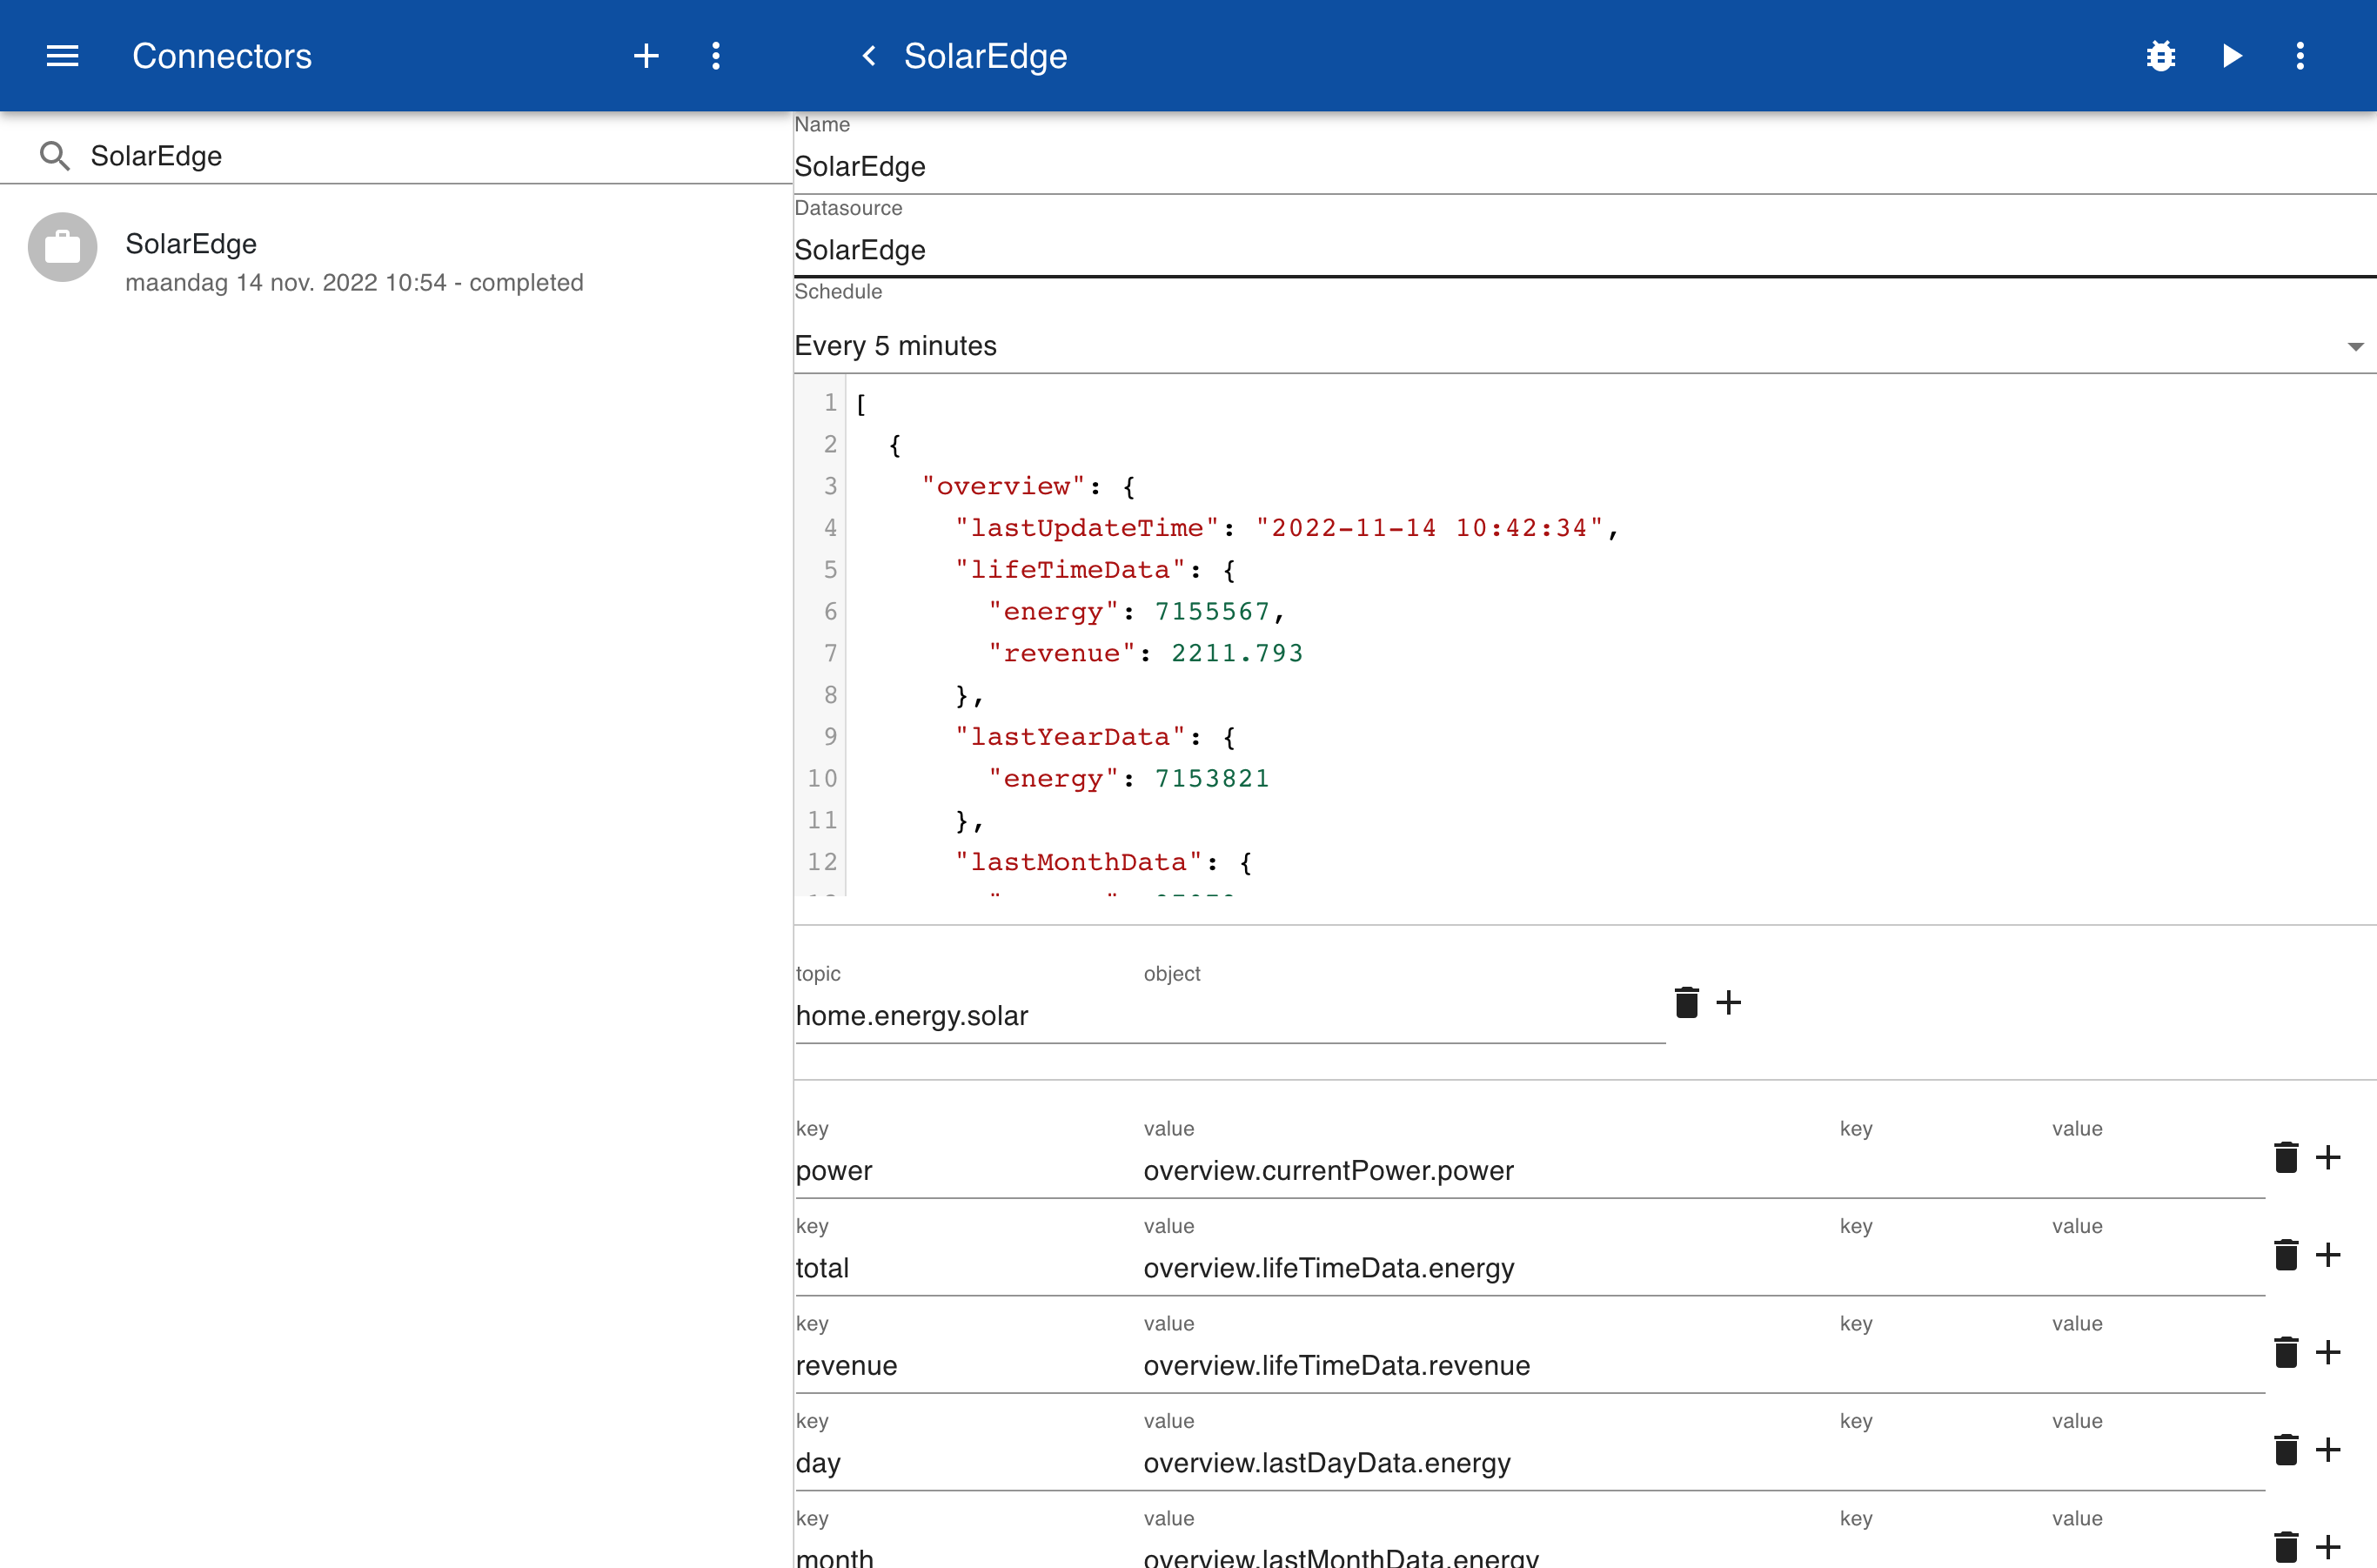 Connectors
SolarEdge
SolarEdge
SolarEdge
maandag 14 nov. 2022 10:54 - completed
Name
SolarEdge
Datasource
SolarEdge
Schedule
Every 5 minutes
1 [
2 {
3 "overview": {
4 "lastUpdateTime": "2022-11-14 10:42:34",
5 "lifeTimeData": {
6 "energy": 7155567,
7 "revenue": 2211.793
8 },
9 "lastYearData": {
10 "energy": 7153821
11 },
12 "lastMonthData": {
topic object
home.energy.solar
key value key value
power overview.currentPower.power
key value key value
total overview.lifeTimeData.energy
key value key value
revenue overview.lifeTimeData.revenue
key value key value
day overview.lastDayData.energy
key value key value
month overview.lastMonthData.energy